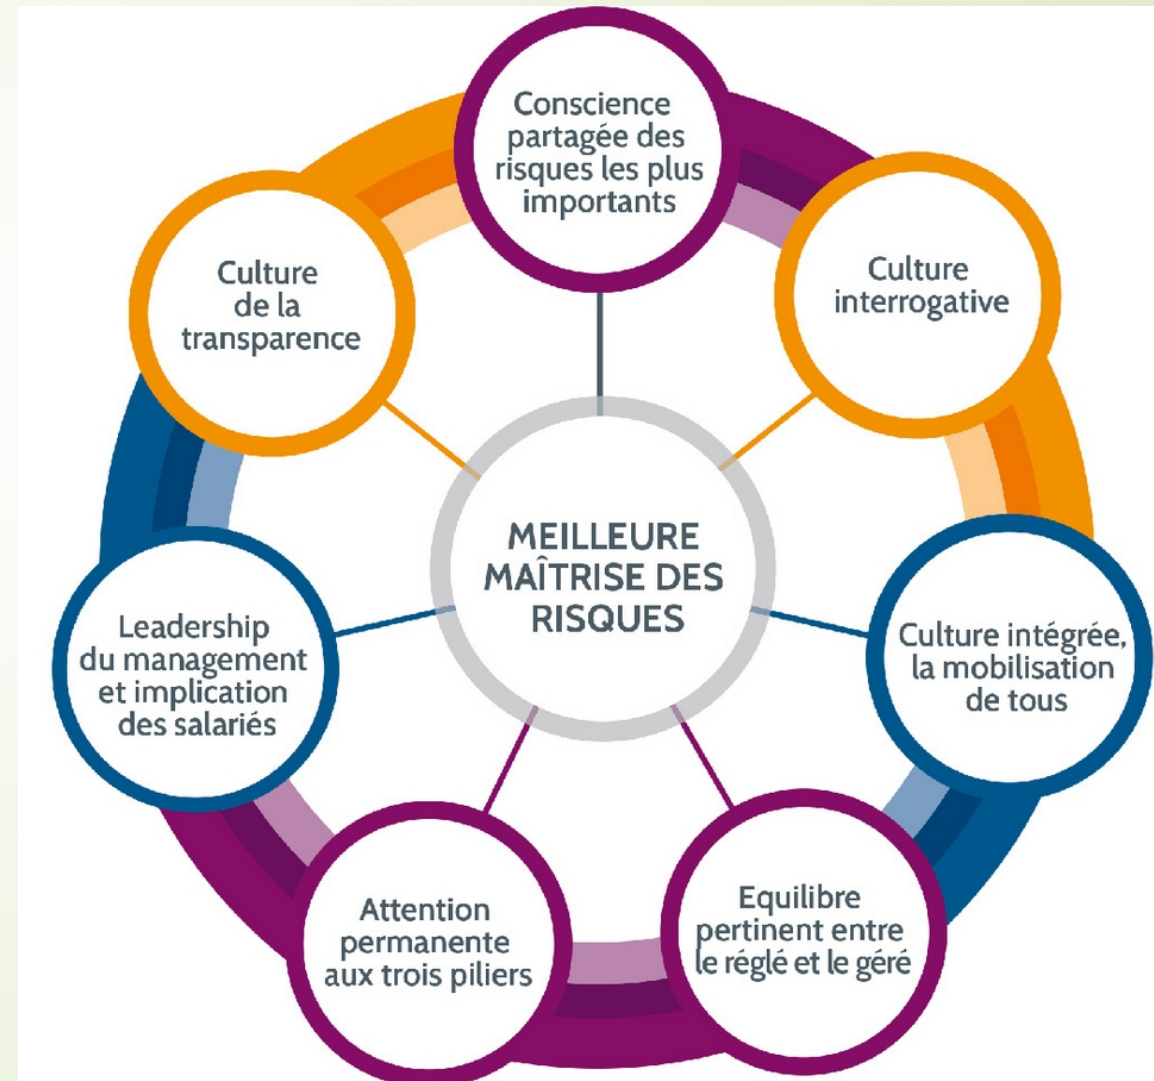 Conscience
partagée des
risques les plus
importants
Culture
interrogative
Culture intégrée,
la mobilisation
de tous
Equilibre
pertinent entre
le réglé et le géré
Attention
permanente
aux trois piliers
Leadership
du management
et implication
des salariés
Culture
de la
transparence
MEILLEURE
MAÎTRISE DES
RISQUES